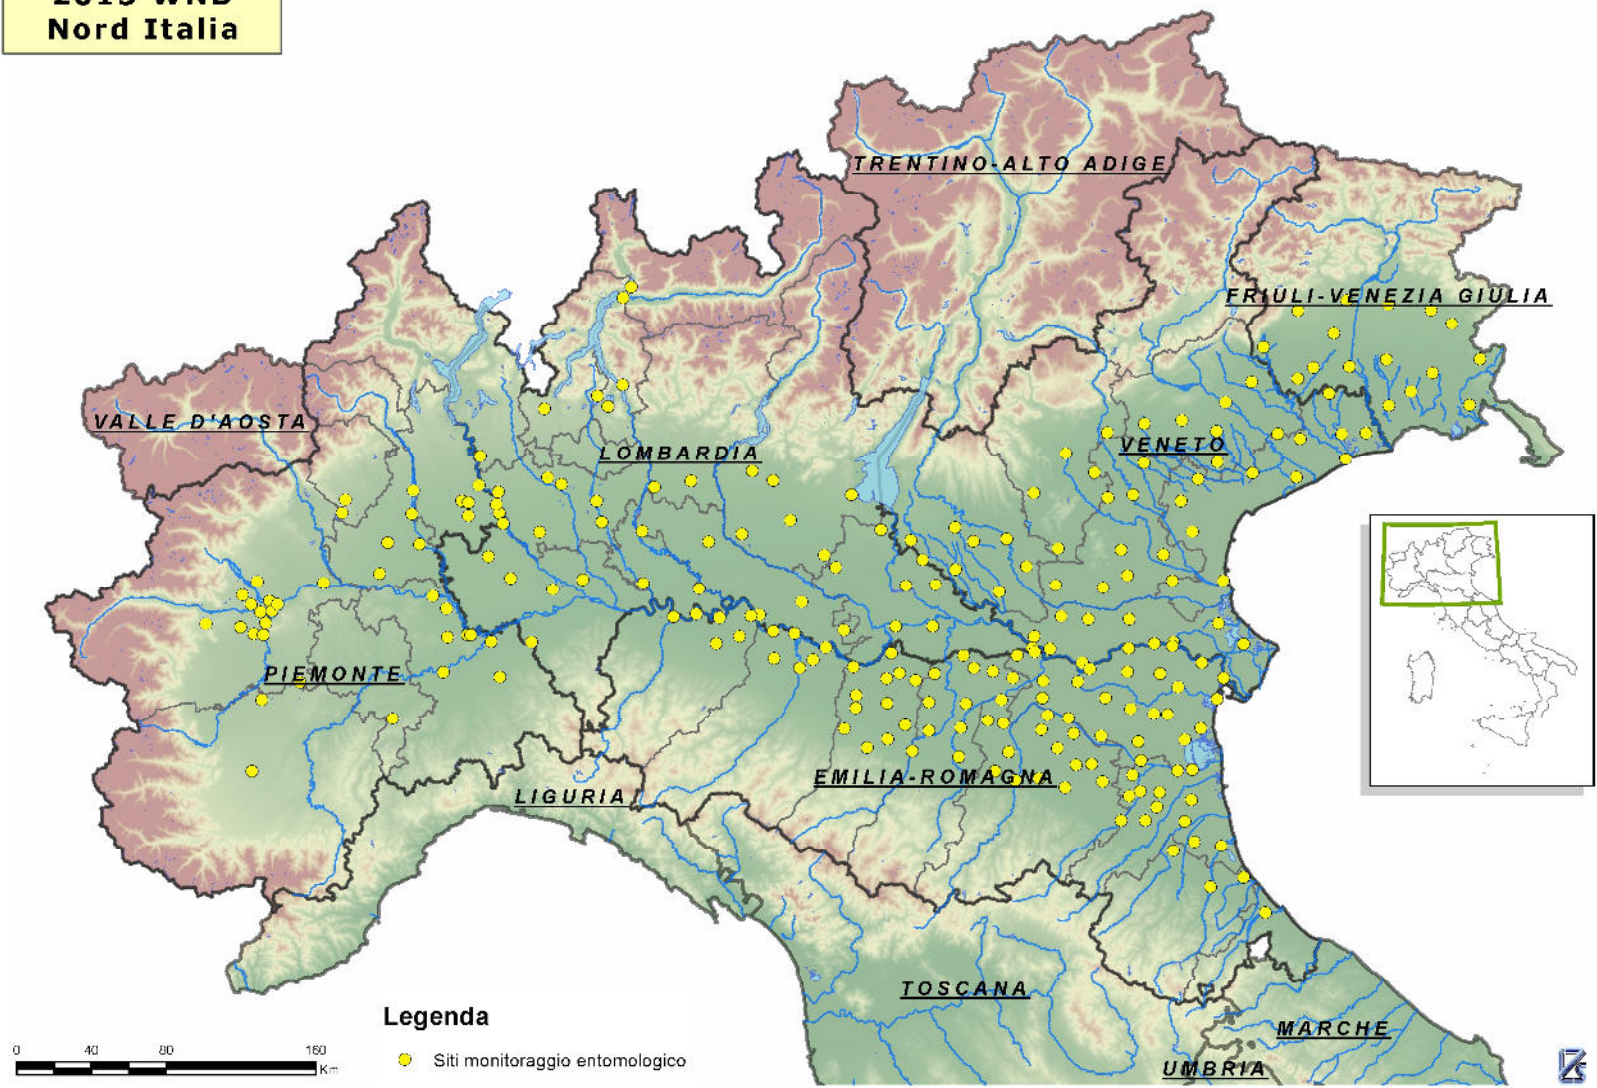 Nord Italia
TRENTINO-ALTO ADIGE
FRIULI-VENEZIA GIULIA
VALLE D'AOSTA
LOMBARDIA
VENETO
PIEMONTE
EMILIA-ROMAGNA
LIGURIA
TOSCANA
MARCHE
UMBRIA
Legenda
Siti monitoraggio entomologico
0 40 80 160
Km